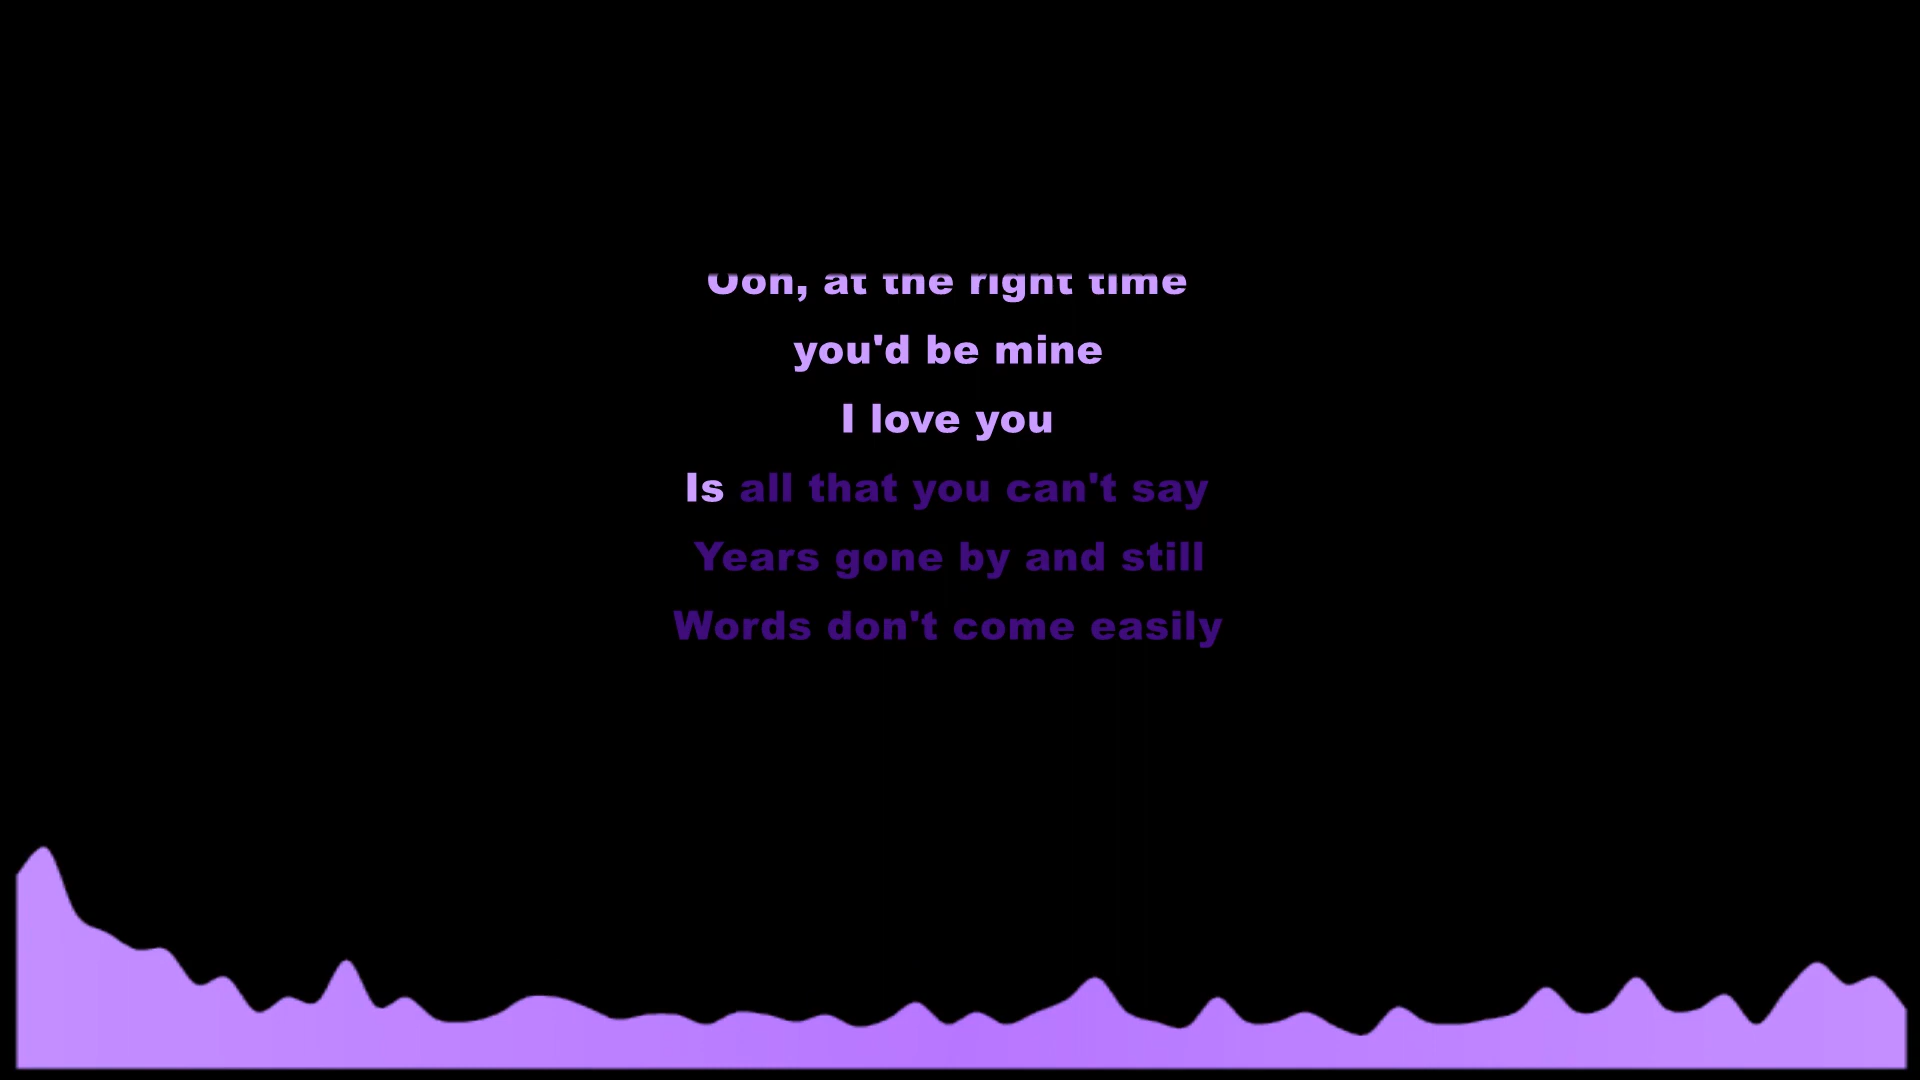 Ooh, at the right time
you'd be mine
I love you
Is all that you can't say
Years gone by and still
Words don't come easily